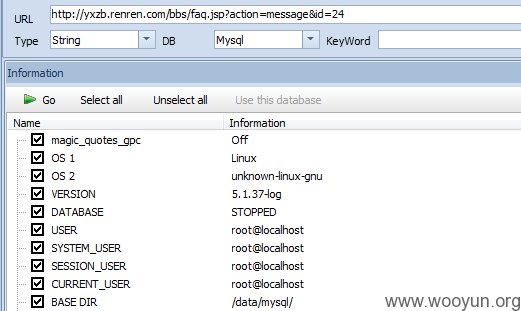 URL http://yxzb.renren.com/bbs/faq.jsp?action=message&id=24
Type String DB Mysql KeyWord
Information
Go Select all Unselect all Use this database
Name Information
magic_quotes_gpc Off
OS 1 Linux
OS 2 unknown-linux-gnu
VERSION 5.1.37-log
DATABASE STOPPED
USER root@localhost
SYSTEM_USER root@localhost
SESSION_USER root@localhost
CURRENT_USER root@localhost
BASE DIR /data/mysql/
www.wooyun.org